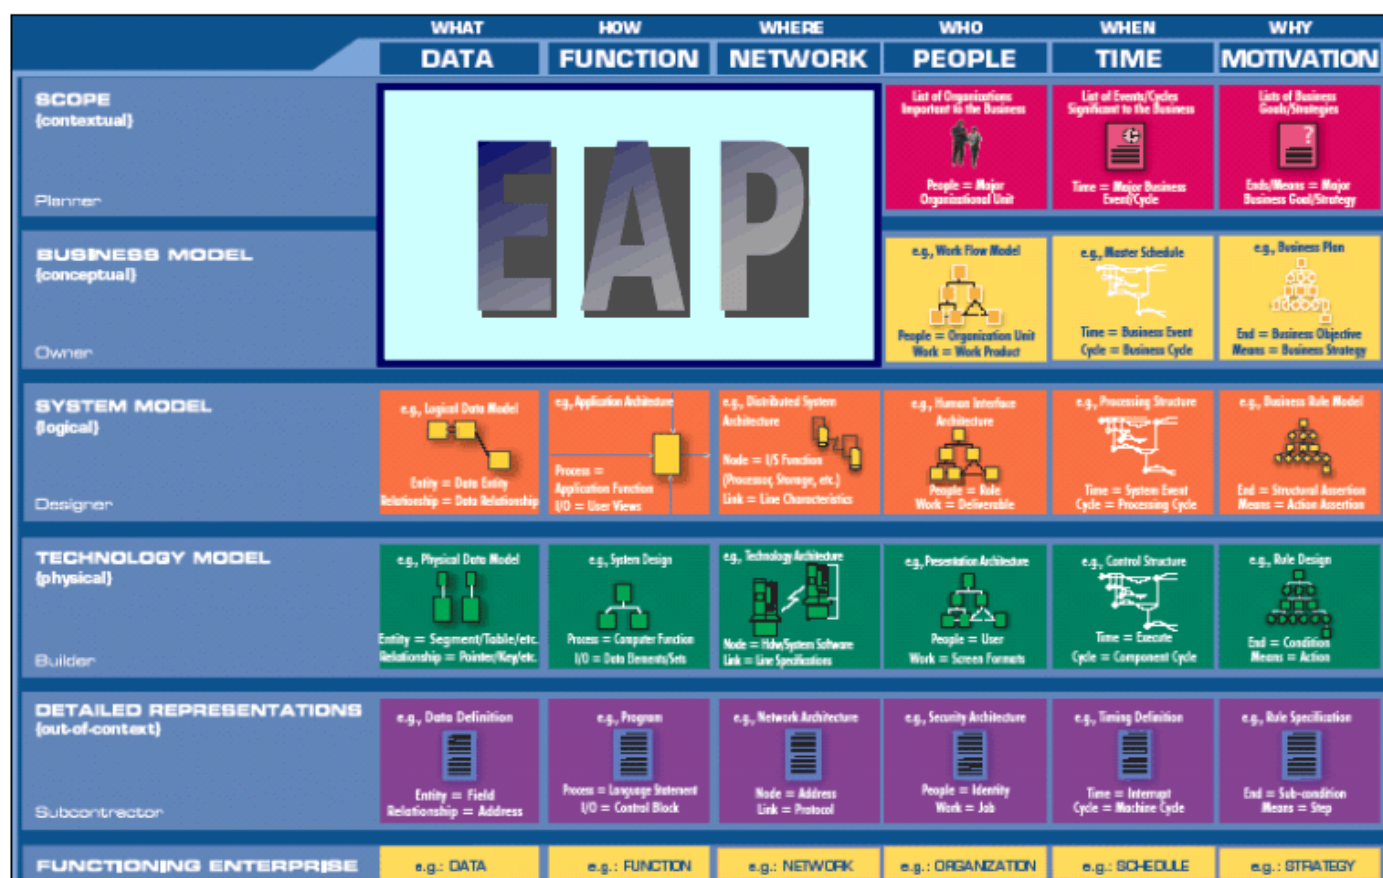 WHAT HOW WHERE WHO WHEN WHY
DATA FUNCTION NETWORK PEOPLE TIME MOTIVATION
SCOPE
{contextual}
Planner
EAP
List of Organizations
Important to the Business
People = Major
Organizational Unit
List of Events/Cycles
Significant to the Business
Time = Major Business
Event/Cycle
Lists of Business
Goals/Strategies
?
Ends/Means = Major
Business Goal/Strategy
BUSINESS MODEL
{conceptual}
Owner
e.g., Work Flow Model
People = Organization Unit
Work = Work Product
e.g., Master Schedule
Time = Business Event
Cycle = Business Cycle
e.g., Business Plan
End = Business Objective
Means = Business Strategy
SYSTEM MODEL
{logical}
Designer
e.g., Logical Data Model
Entity = Data Entity
Relationship = Data Relationship
e.g., Application Architecture
Process =
Application Function
I/O = User Views
e.g., Distributed System
Architecture
Node = I/S Function
(Processor, Storage, etc.)
Link = Line Characteristics
e.g., Human Interface
Architecture
People = Role
Work = Deliverable
e.g., Processing Structure
Time = System Event
Cycle = Processing Cycle
e.g., Business Rule Model
End = Structural Assertion
Means = Action Assertion
TECHNOLOGY MODEL
{physical}
Builder
e.g., Physical Data Model
Entity = Segment/Table/etc.
Relationship = Pointer/Key/etc.
e.g., System Design
Process = Computer Function
I/O = Data Elements/Sets
e.g., Technology Architecture
Node = Hdw/System Software
Link = Line Specifications
e.g., Presentation Architecture
People = User
Work = Screen Formats
e.g., Control Structure
Time = Execute
Cycle = Component Cycle
e.g., Rule Design
End = Condition
Means = Action
DETAILED REPRESENTATIONS
{out-of-context}
Subcontractor
e.g., Data Definition
Entity = Field
Relationship = Address
e.g., Program
Process = Language Statement
I/O = Control Block
e.g., Network Architecture
Node = Address
Link = Protocol
e.g., Security Architecture
People = Identity
Work = Job
e.g., Timing Definition
Time = Interrupt
Cycle = Machine Cycle
e.g., Rule Specification
End = Sub-condition
Means = Step
FUNCTIONING ENTERPRISE
e.g.: DATA
e.g.: FUNCTION
e.g.: NETWORK
e.g.: ORGANIZATION
e.g.: SCHEDULE
e.g.: STRATEGY